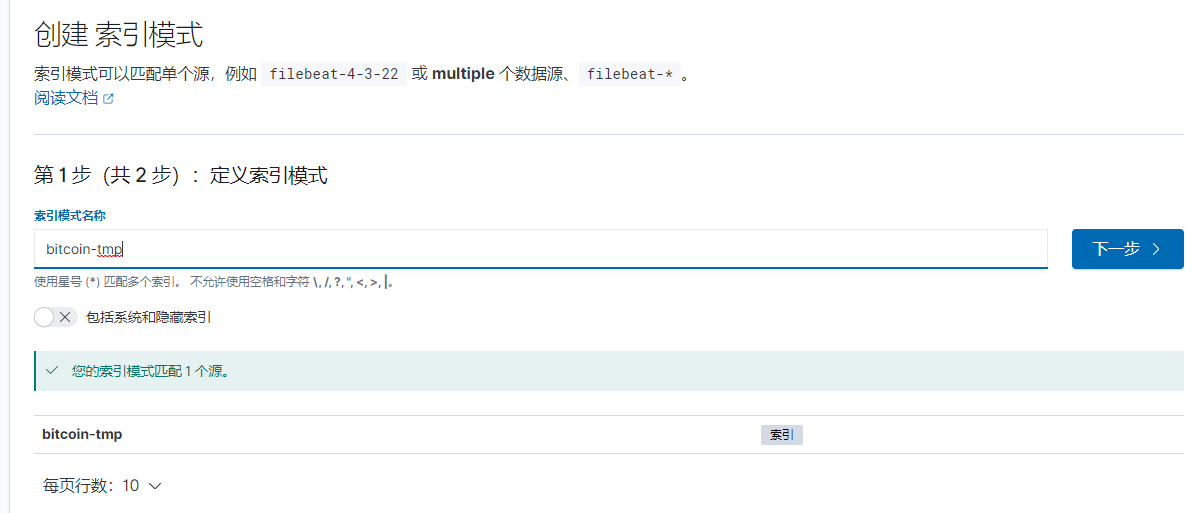 创建 索引模式
索引模式可以匹配单个源，例如 filebeat-4-3-22 或 multiple 个数据源、 filebeat-* 。
阅读文档
第 1 步（共 2 步）：定义索引模式
索引模式名称
bitcoin-tmp
下一步
使用星号 (*) 匹配多个索引。 不允许使用空格和字符 \, /, ?, ", <, >, |。
包括系统和隐藏索引
您的索引模式匹配 1 个源。
bitcoin-tmp 索引
每页行数：10